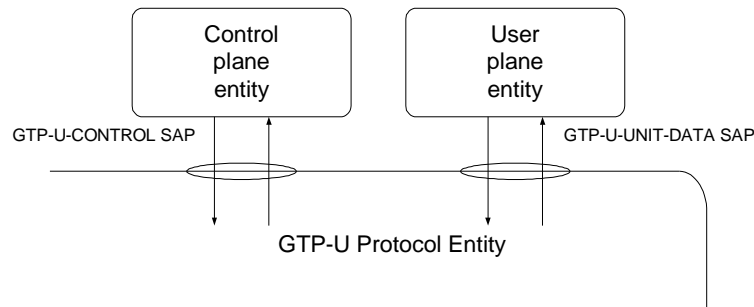 Control
plane
entity
User
plane
entity
GTP-U-CONTROL SAP
GTP-U-UNIT-DATA SAP
GTP-U Protocol Entity